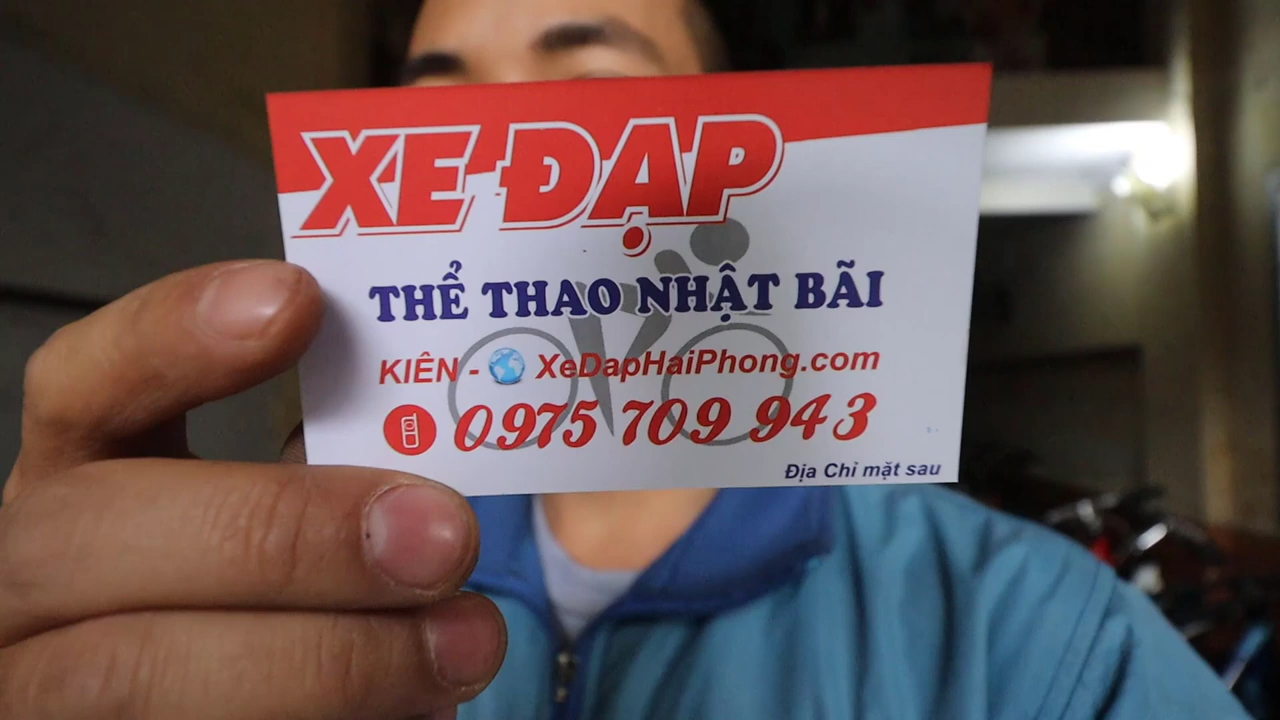 XE ĐẠP
THỂ THAO NHẬT BÃI
KIÊN - XeDapHaiPhong.com
0975 709 943
Địa Chỉ mặt sau